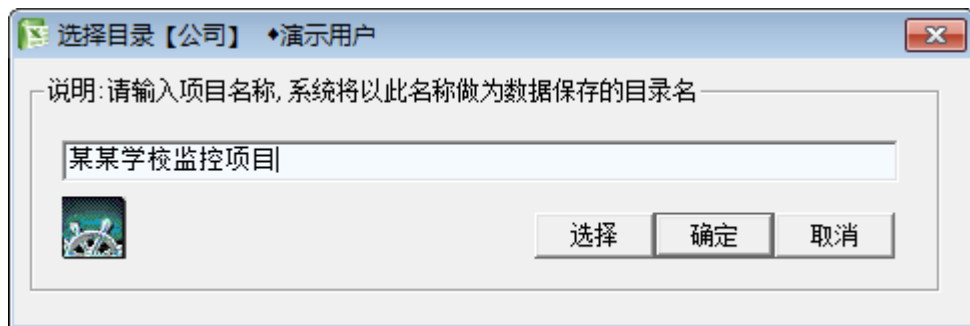 选择目录【公司】 ◆演示用户
说明:请输入项目名称,系统将以此名称做为数据保存的目录名
某某学校监控项目
选择 确定 取消